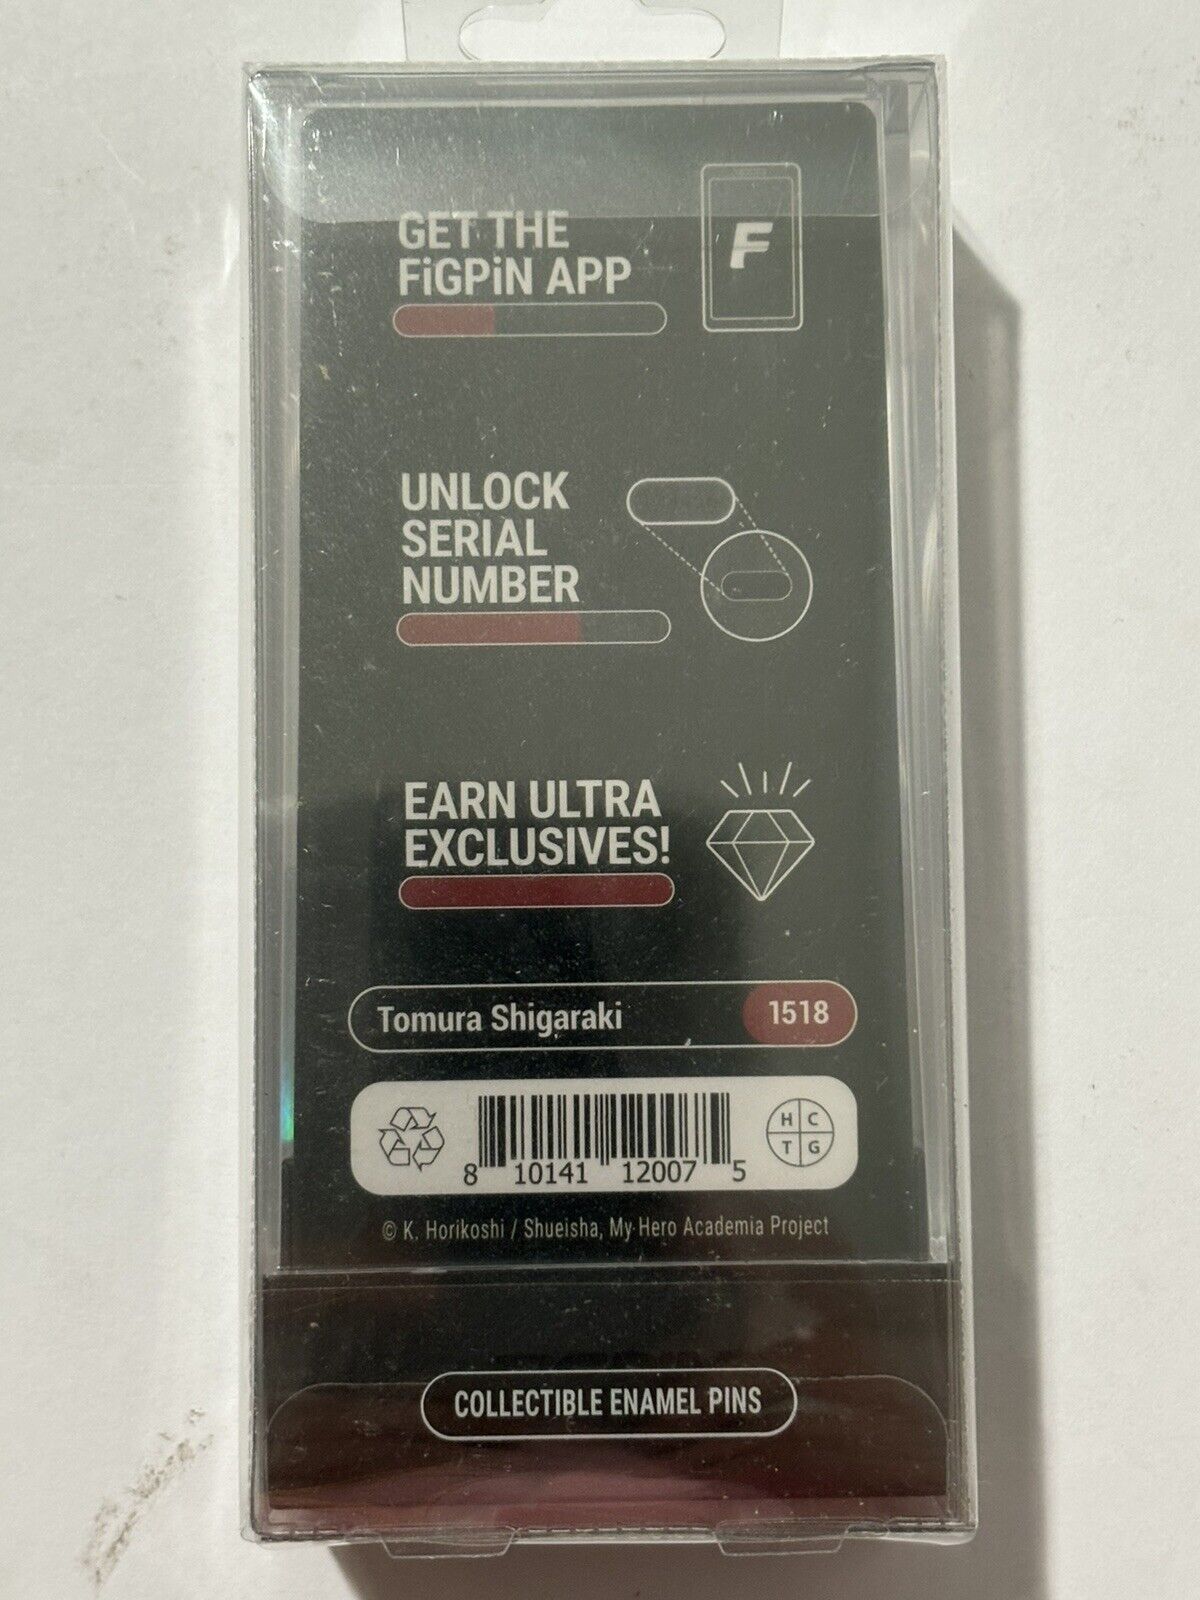 GET THE
FiGPiN APP
F
UNLOCK
SERIAL
NUMBER
EARN ULTRA
EXCLUSIVES!
Tomura Shigaraki 1518
8 10141 12007 5
H C
T G
© K. Horikoshi / Shueisha, My Hero Academia Project
COLLECTIBLE ENAMEL PINS